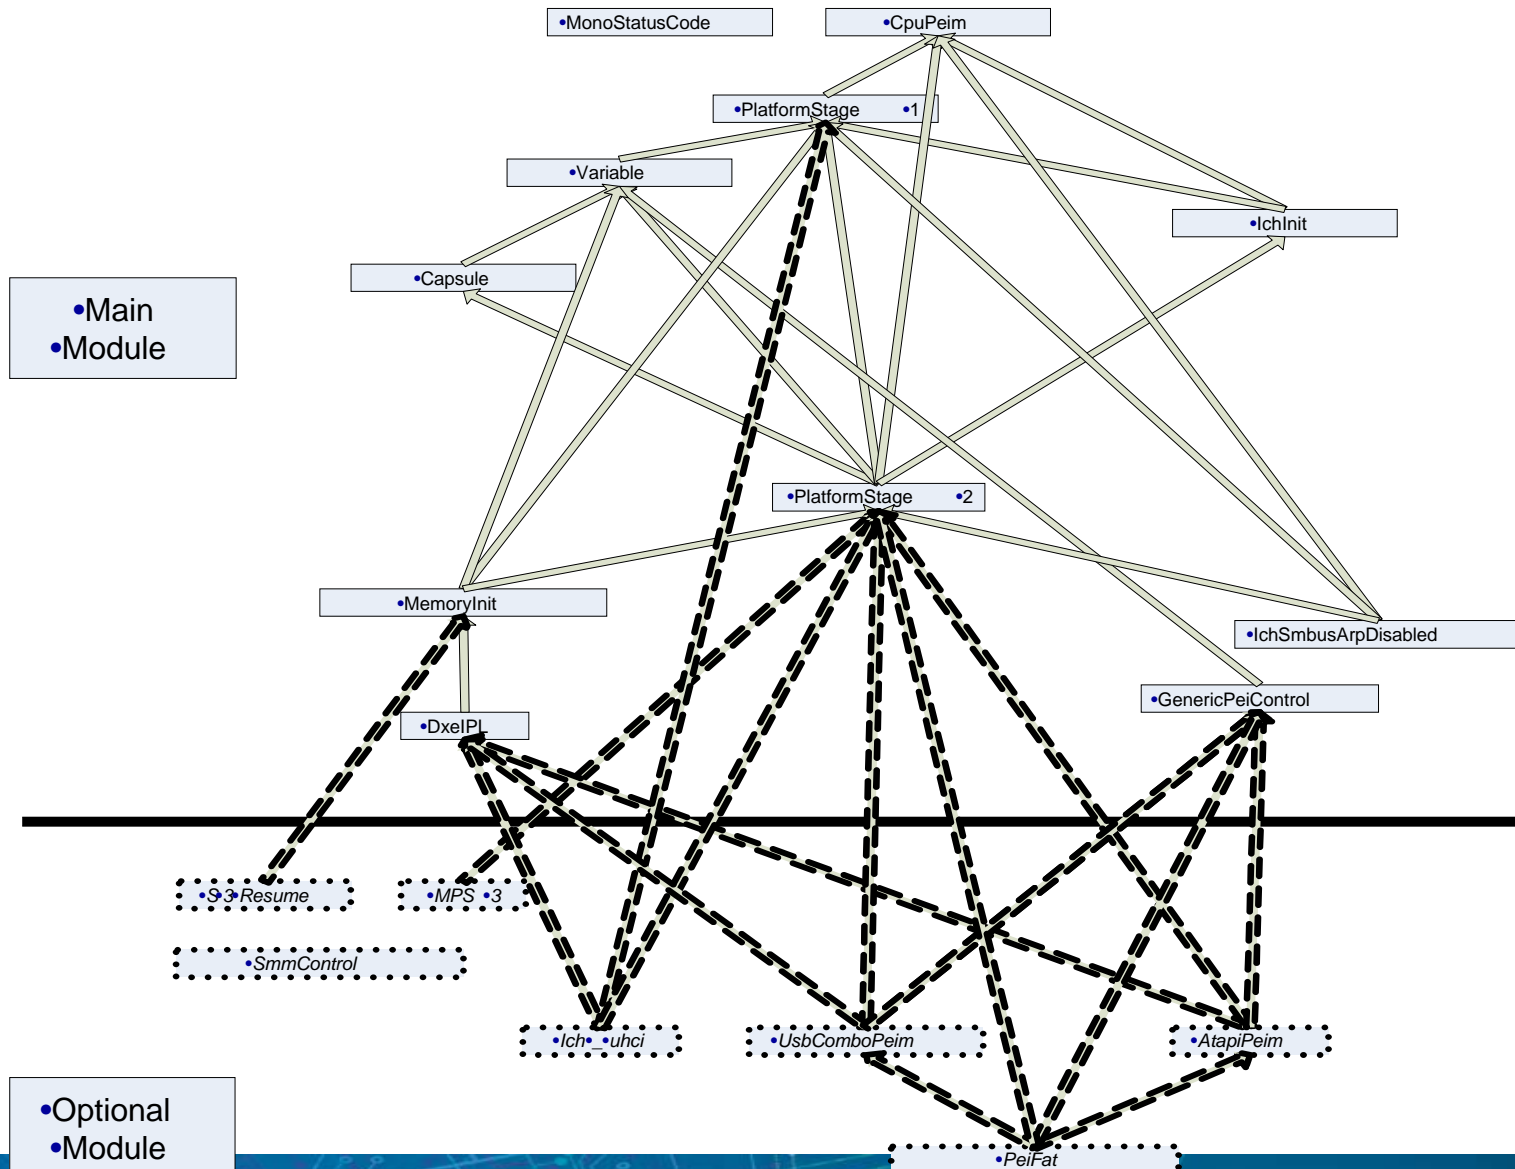 •MonoStatusCode
•CpuPeim
•PlatformStage •1
•Variable
•IchInit
•Capsule
•Main
•Module
•PlatformStage •2
•MemoryInit
•IchSmbusArpDisabled
•GenericPeiControl
•DxeIPL
•S•3•Resume
•MPS •3
•SmmControl
•Ich•_•uhci
•UsbComboPeim
•AtapiPeim
•Optional
•Module
•PeiFat